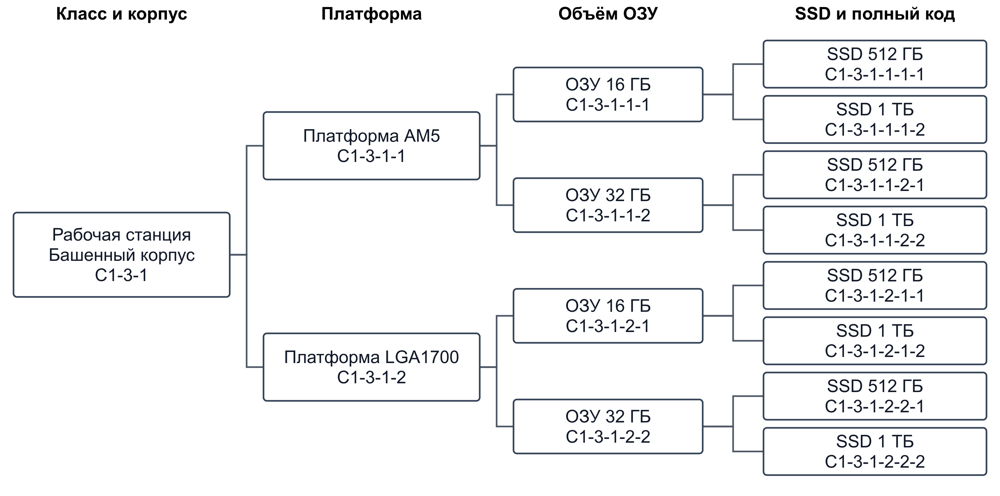 Класс и корпус
Платформа
Объём ОЗУ
SSD и полный код
Рабочая станция
Башенный корпус
С1-3-1
Платформа AM5
С1-3-1-1
Платформа LGA1700
С1-3-1-2
ОЗУ 16 ГБ
С1-3-1-1-1
ОЗУ 32 ГБ
С1-3-1-1-2
ОЗУ 16 ГБ
С1-3-1-2-1
ОЗУ 32 ГБ
С1-3-1-2-2
SSD 512 ГБ
С1-3-1-1-1-1
SSD 1 ТБ
С1-3-1-1-1-2
SSD 512 ГБ
С1-3-1-1-2-1
SSD 1 ТБ
С1-3-1-1-2-2
SSD 512 ГБ
С1-3-1-2-1-1
SSD 1 ТБ
С1-3-1-2-1-2
SSD 512 ГБ
С1-3-1-2-2-1
SSD 1 ТБ
С1-3-1-2-2-2